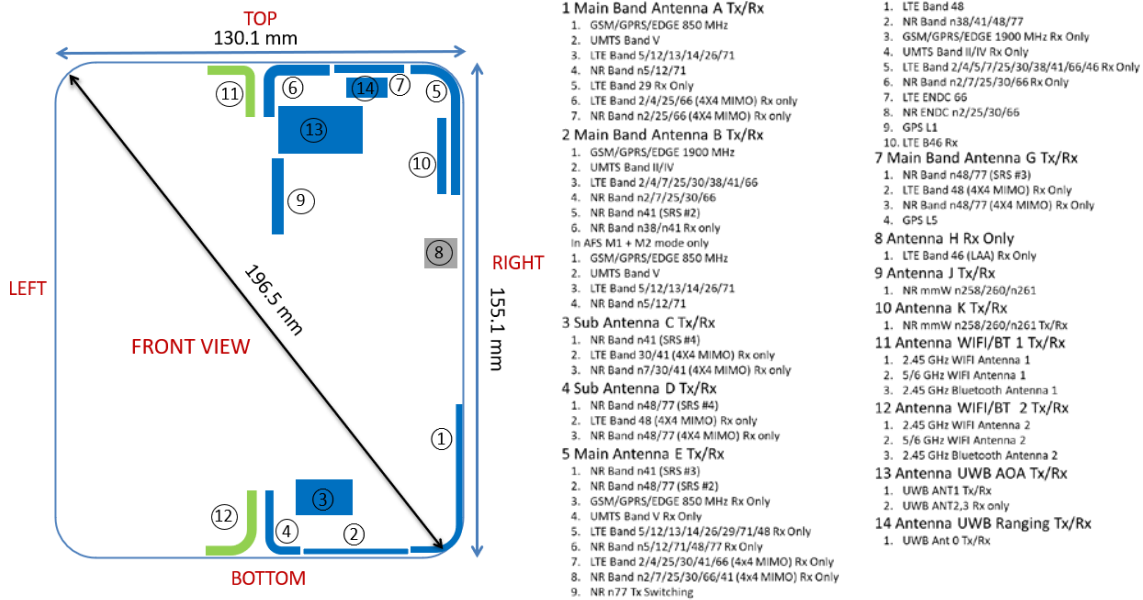 TOP
130.1 mm
11
6
14
7
5
13
10
9
8
RIGHT
LEFT
196.5 mm
155.1 mm
FRONT VIEW
1
3
12
4
2
BOTTOM
1 Main Band Antenna A Tx/Rx
1. GSM/GPRS/EDGE 850 MHz
2. UMTS Band V
3. LTE Band 5/12/13/14/26/71
4. NR Band n5/12/71
5. LTE Band 29 Rx Only
6. LTE Band 2/4/25/66 (4X4 MIMO) Rx only
7. NR Band n2/25/66 (4X4 MIMO) Rx only
2 Main Band Antenna B Tx/Rx
1. GSM/GPRS/EDGE 1900 MHz
2. UMTS Band II/IV
3. LTE Band 2/4/7/25/30/38/41/66
4. NR Band n2/7/25/30/66
5. NR Band n41 (SRS #2)
6. NR Band n38/n41 Rx only
In AFS M1 + M2 mode only
1. GSM/GPRS/EDGE 850 MHz
2. UMTS Band V
3. LTE Band 5/12/13/14/26/71
4. NR Band n5/12/71
3 Sub Antenna C Tx/Rx
1. NR Band n41 (SRS #4)
2. LTE Band 30/41 (4X4 MIMO) Rx only
3. NR Band n7/30/41 (4X4 MIMO) Rx only
4 Sub Antenna D Tx/Rx
1. NR Band n48/77 (SRS #4)
2. LTE Band 48 (4X4 MIMO) Rx only
3. NR Band n48/77 (4X4 MIMO) Rx only
5 Main Antenna E Tx/Rx
1. NR Band n41 (SRS #3)
2. NR Band n48/77 (SRS #2)
3. GSM/GPRS/EDGE 850 MHz Rx Only
4. UMTS Band V Rx Only
5. LTE Band 5/12/13/14/26/29/71/48 Rx Only
6. NR Band n5/12/71/48/77 Rx Only
7. LTE Band 2/4/25/30/41/66 (4x4 MIMO) Rx Only
8. NR Band n2/7/25/30/66/41 (4x4 MIMO) Rx Only
9. NR n77 Tx Switching
1. LTE Band 48
2. NR Band n38/41/48/77
3. GSM/GPRS/EDGE 1900 MHz Rx Only
4. UMTS Band II/IV Rx Only
5. LTE Band 2/4/5/7/25/30/38/41/66/46 Rx Only
6. NR Band n2/7/25/30/66 Rx Only
7. LTE ENDC 66
8. NR ENDC n2/25/30/66
9. GPS L1
10. LTE B46 Rx
7 Main Band Antenna G Tx/Rx
1. NR Band n48/77 (SRS #3)
2. LTE Band 48 (4X4 MIMO) Rx Only
3. NR Band n48/77 (4X4 MIMO) Rx Only
4. GPS L5
8 Antenna H Rx Only
1. LTE Band 46 (LAA) Rx Only
9 Antenna J Tx/Rx
1. NR mmW n258/260/n261
10 Antenna K Tx/Rx
1. NR mmW n258/260/n261 Tx/Rx
11 Antenna WIFI/BT 1 Tx/Rx
1. 2.45 GHz WIFI Antenna 1
2. 5/6 GHz WIFI Antenna 1
3. 2.45 GHz Bluetooth Antenna 1
12 Antenna WIFI/BT 2 Tx/Rx
1. 2.45 GHz WIFI Antenna 2
2. 5/6 GHz WIFI Antenna 2
3. 2.45 GHz Bluetooth Antenna 2
13 Antenna UWB AOA Tx/Rx
1. UWB ANT1 Tx/Rx
2. UWB ANT2,3 Rx only
14 Antenna UWB Ranging Tx/Rx
1. UWB Ant 0 Tx/Rx